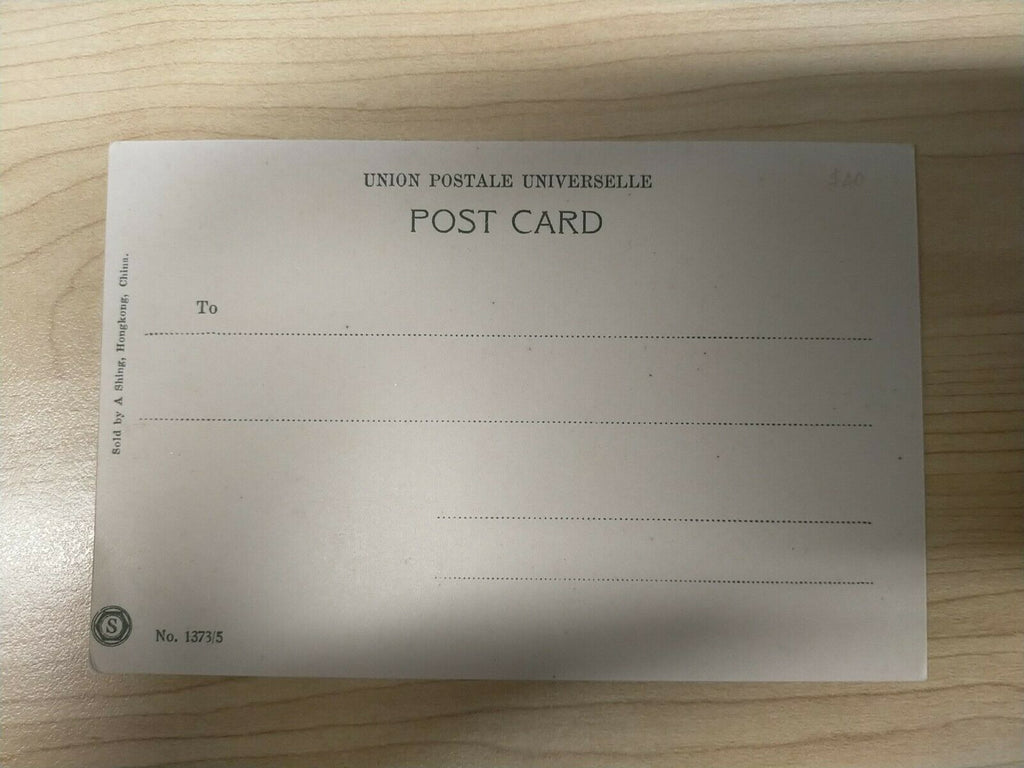 UNION POSTALE UNIVERSELLE
POST CARD
To
Sold by A Shing, Hongkong, China.
S
No. 1373/5